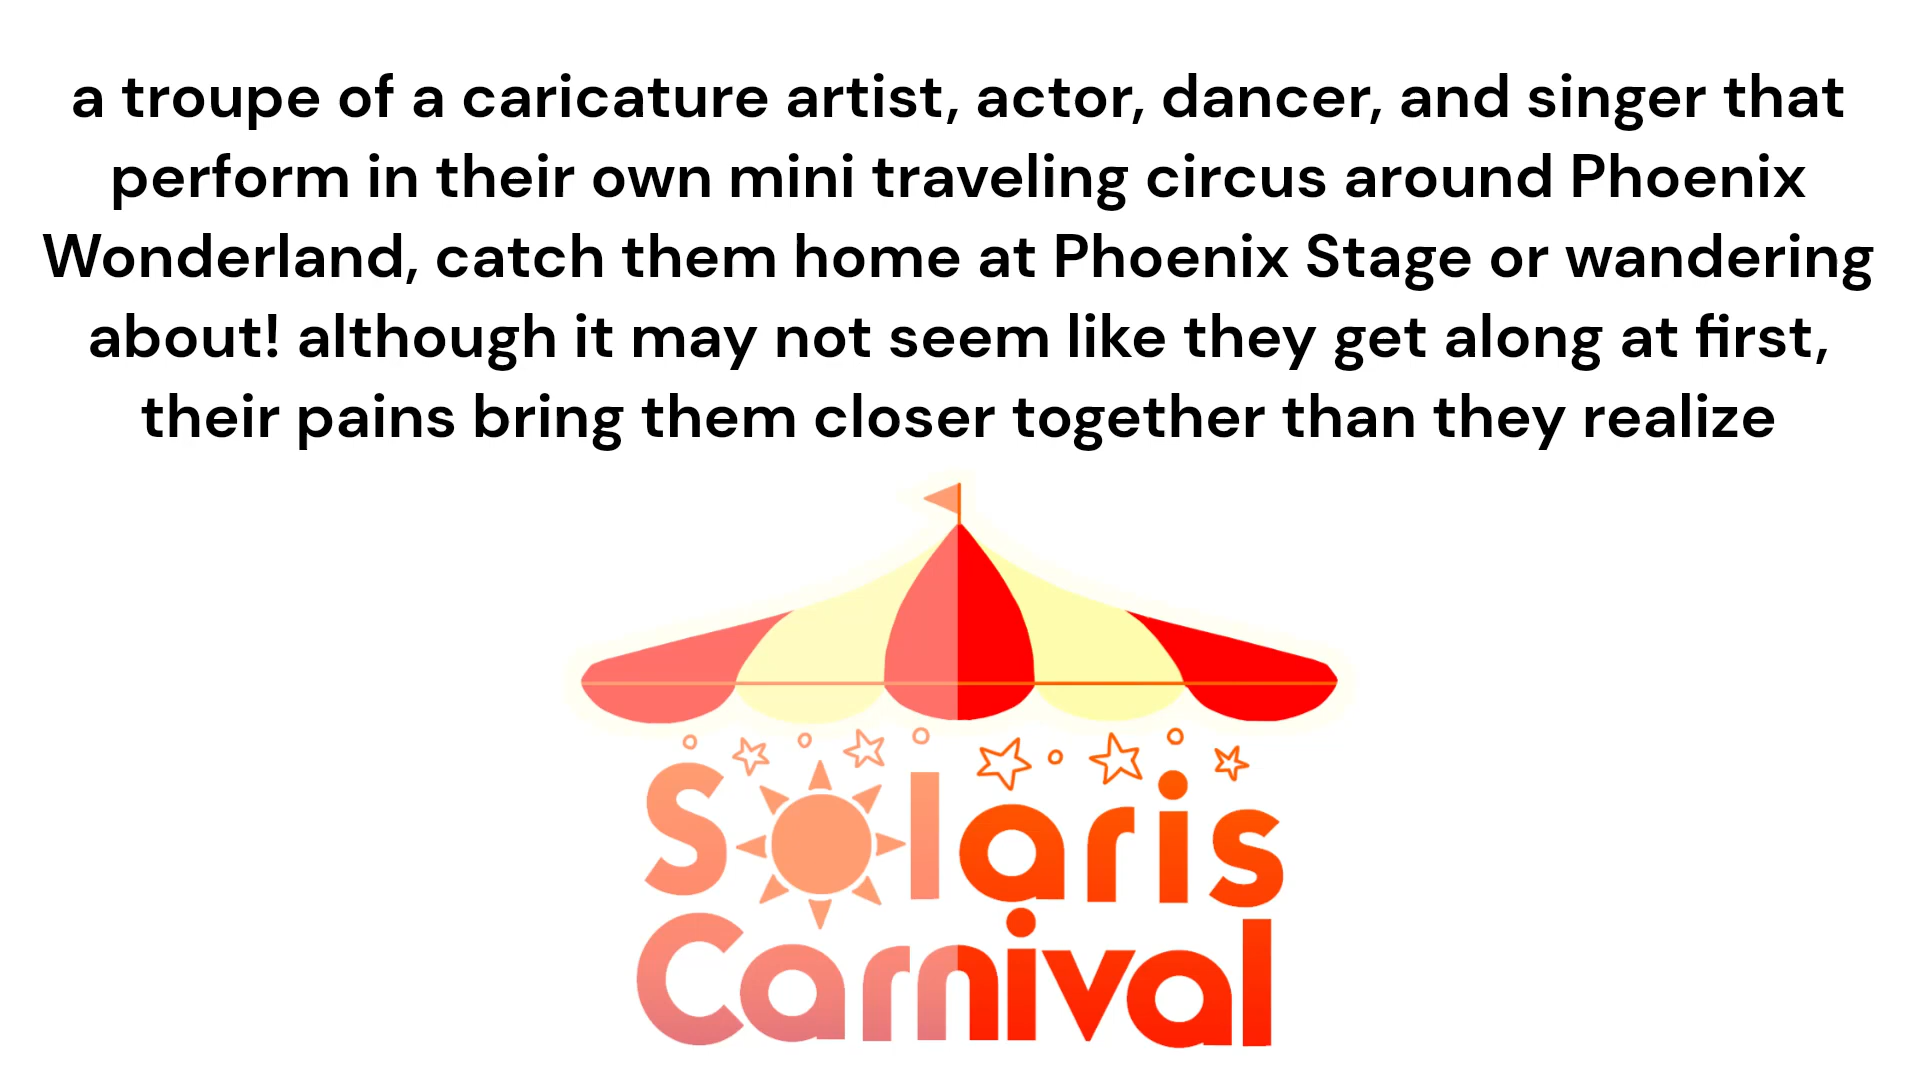 a troupe of a caricature artist, actor, dancer, and singer that
perform in their own mini traveling circus around Phoenix
Wonderland, catch them home at Phoenix Stage or wandering
about! although it may not seem like they get along at first,
their pains bring them closer together than they realize
Solaris
Carnival